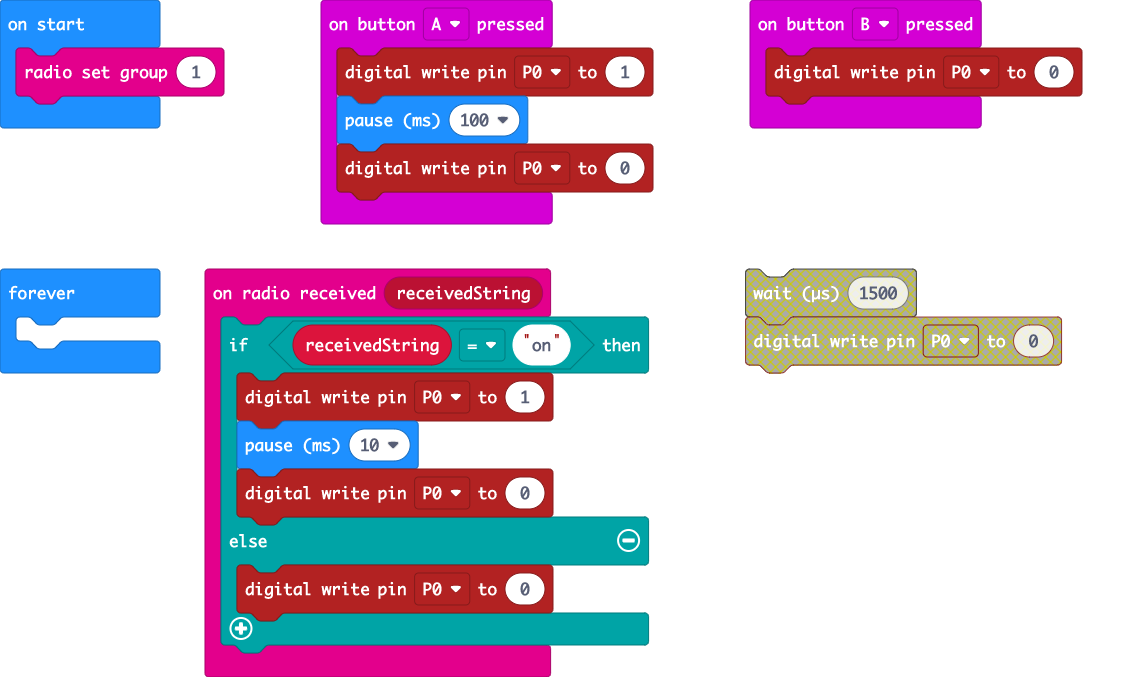 on start
radio set group 1
on button A pressed
digital write pin P0 to 1
pause (ms) 100
digital write pin P0 to 0
on button B pressed
digital write pin P0 to 0
forever
on radio received receivedString
if receivedString = "on" then
digital write pin P0 to 1
pause (ms) 10
digital write pin P0 to 0
else
digital write pin P0 to 0
wait (µs) 1500
digital write pin P0 to 0